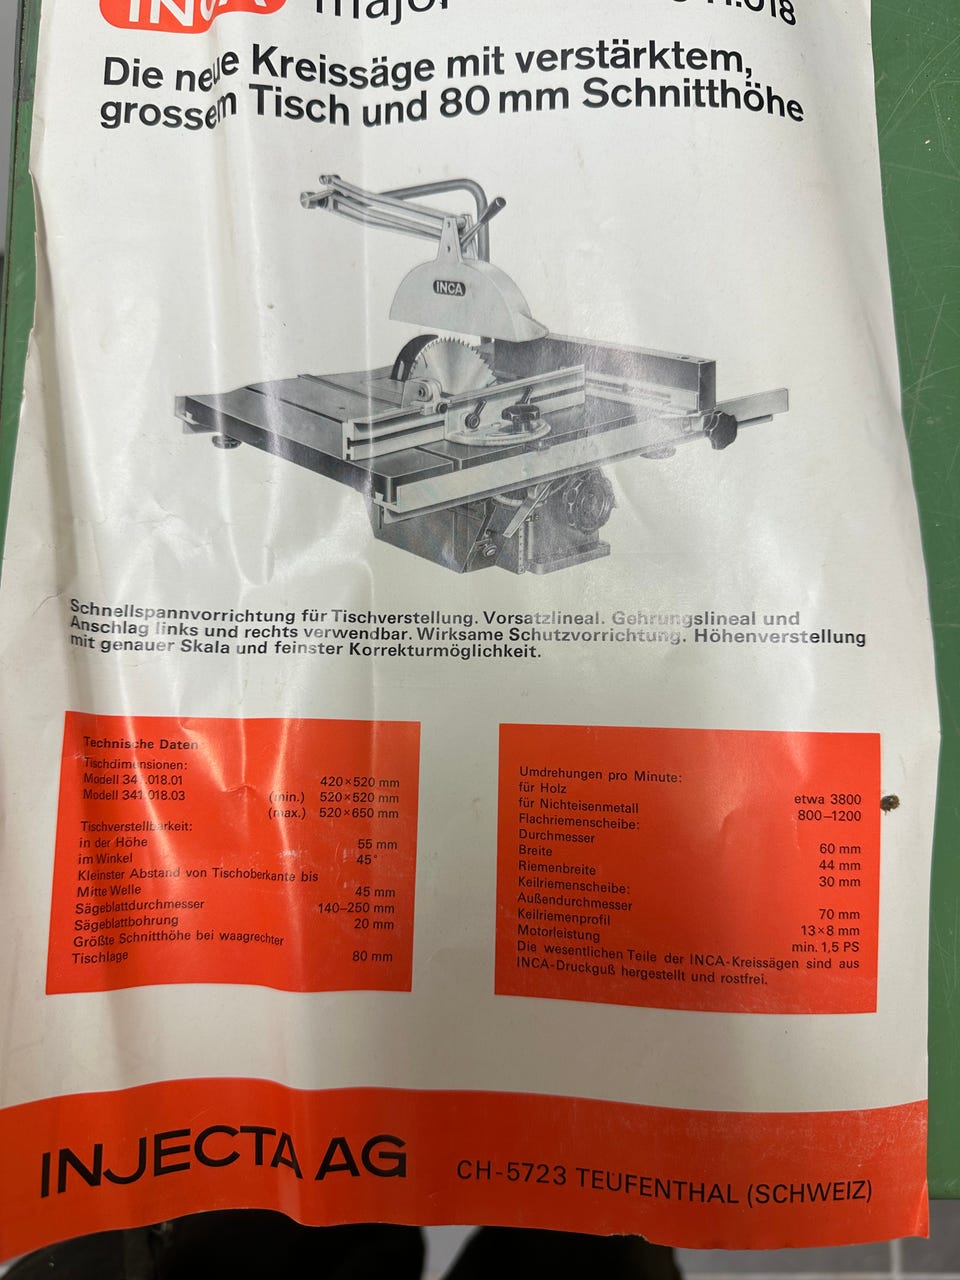 INCA major
Die neue Kreissäge mit verstärktem,
grossem Tisch und 80 mm Schnitthöhe
INCA
Schnellspannvorrichtung für Tischverstellung. Vorsatzlineal. Gehrungslineal und
Anschlag links und rechts verwendbar. Wirksame Schutzvorrichtung. Höhenverstellung
mit genauer Skala und feinster Korrekturmöglichkeit.
Technische Daten
Tischdimensionen:
Modell 341.018.01 420×520 mm
Modell 341.018.03 (min.) 520×520 mm
(max.) 520×650 mm
Tischverstellbarkeit:
in der Höhe 55 mm
im Winkel 45°
Kleinster Abstand von Tischoberkante bis
Mitte Welle 45 mm
Sägeblattdurchmesser 140–250 mm
Sägeblattbohrung 20 mm
Größte Schnitthöhe bei waagrechter
Tischlage 80 mm
Umdrehungen pro Minute:
für Holz etwa 3800
für Nichteisenmetall 800–1200
Flachriemenscheibe:
Durchmesser 60 mm
Breite 44 mm
Riemenbreite 30 mm
Keilriemenscheibe:
Außendurchmesser 70 mm
Keilriemenprofil 13×8 mm
Motorleistung min. 1,5 PS
Die wesentlichen Teile der INCA-Kreissägen sind aus
INCA-Druckguß hergestellt und rostfrei.
INJECTA AG CH-5723 TEUFENTHAL (SCHWEIZ)